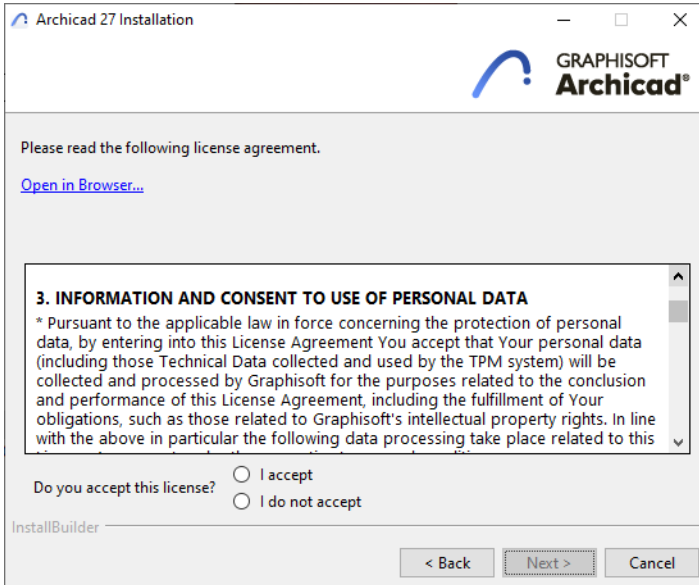 Archicad 27 Installation
GRAPHISOFT
Archicad®
Please read the following license agreement.
Open in Browser...
3. INFORMATION AND CONSENT TO USE OF PERSONAL DATA
* Pursuant to the applicable law in force concerning the protection of personal
data, by entering into this License Agreement You accept that Your personal data
(including those Technical Data collected and used by the TPM system) will be
collected and processed by Graphisoft for the purposes related to the conclusion
and performance of this License Agreement, including the fulfillment of Your
obligations, such as those related to Graphisoft's intellectual property rights. In line
with the above in particular the following data processing take place related to this
Do you accept this license?
I accept
I do not accept
InstallBuilder
< Back
Next >
Cancel